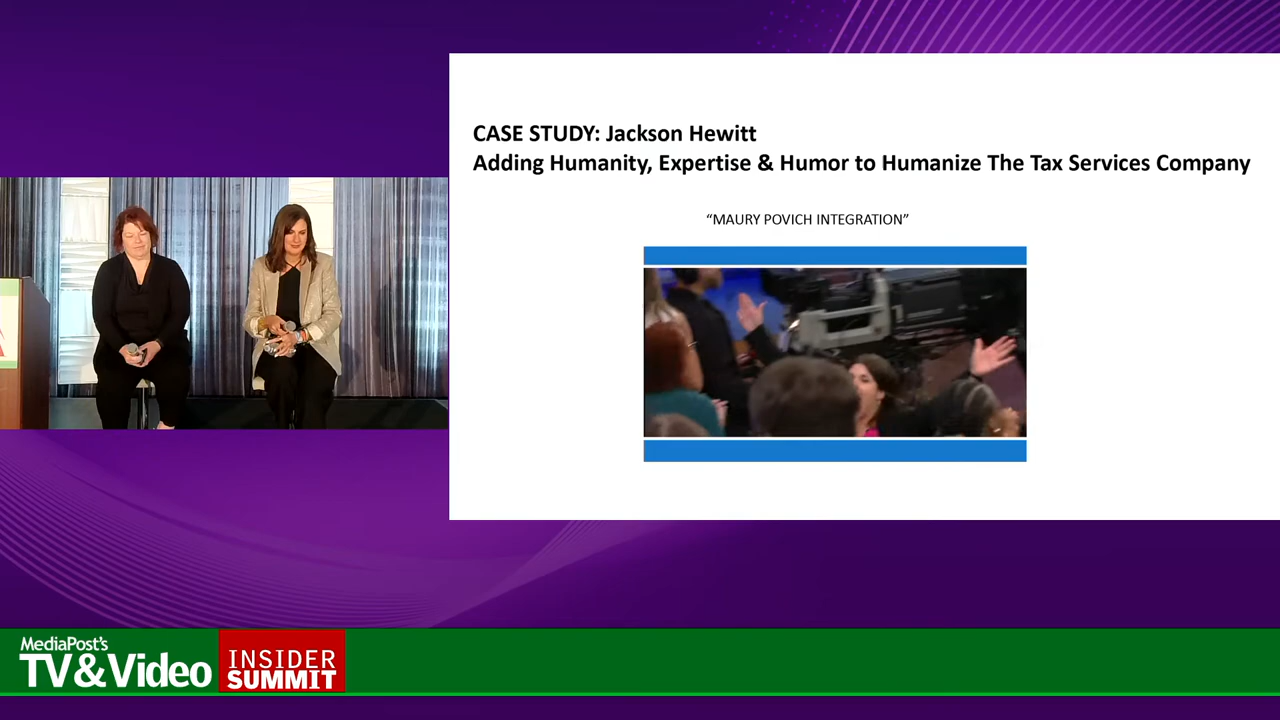 CASE STUDY: Jackson Hewitt
Adding Humanity, Expertise & Humor to Humanize The Tax Services Company
“MAURY POVICH INTEGRATION”
MediaPost's
TV&Video
INSIDER
SUMMIT